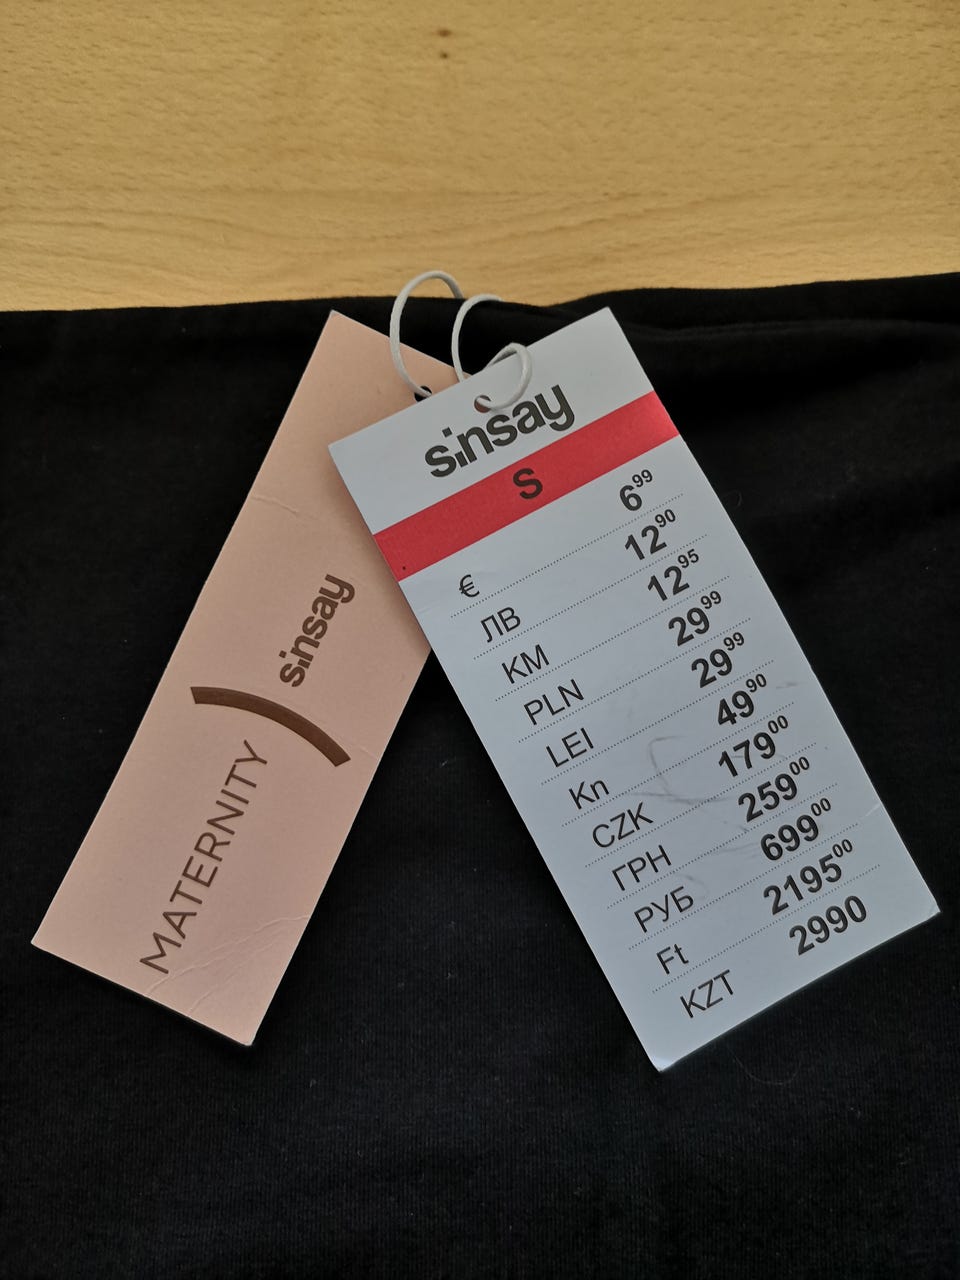 sinsay
MATERNITY
sinsay
S
€ 6⁹⁹
ЛВ 12⁹⁰
KM 12⁹⁵
PLN 29⁹⁹
LEI 29⁹⁹
Kn 49⁹⁰
CZK 179⁰⁰
ГРН 259⁰⁰
РУБ 699⁰⁰
Ft 2195⁰⁰
KZT 2990